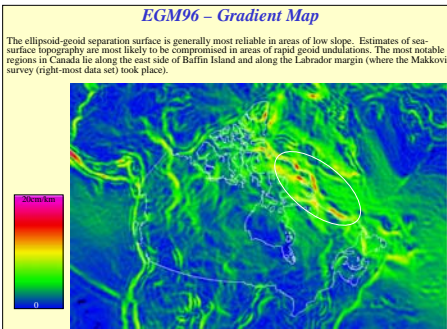 EGM96 – Gradient Map
The ellipsoid-geoid separation surface is generally most reliable in areas of low slope. Estimates of sea-
surface topography are most likely to be compromised in areas of rapid geoid undulations. The most notable
regions in Canada lie along the east side of Baffin Island and along the Labrador margin (where the Makkovi
survey (right-most data set) took place).
20cm/km
0